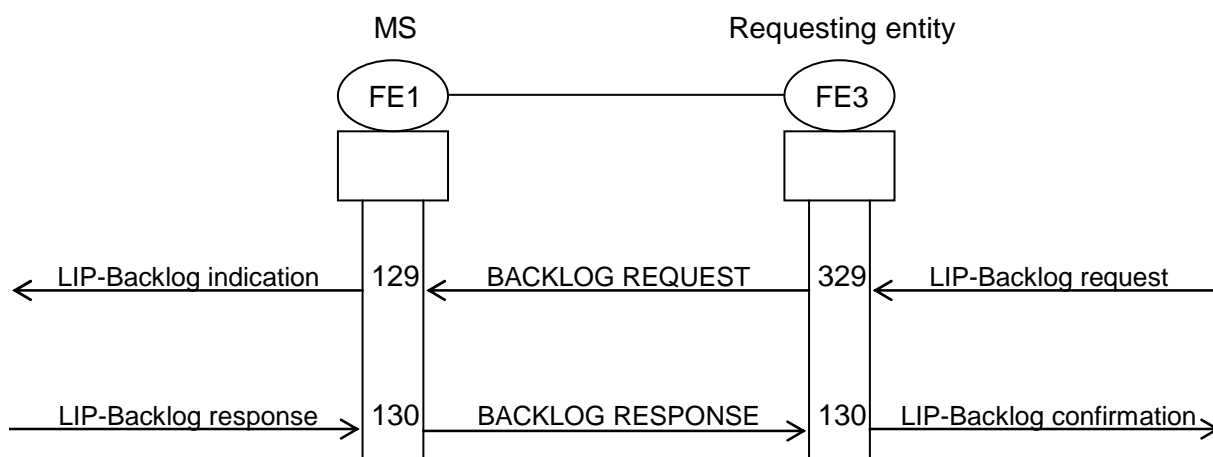 MS Requesting entity
FE1 FE3
LIP-Backlog indication 129 BACKLOG REQUEST 329 LIP-Backlog request
LIP-Backlog response 130 BACKLOG RESPONSE 130 LIP-Backlog confirmation